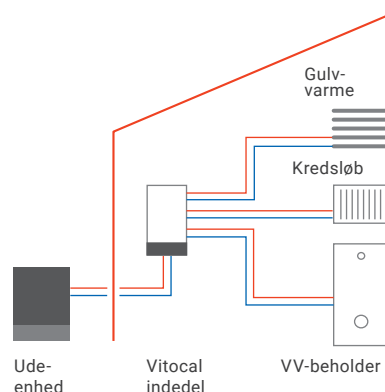 Gulv-
varme
Kredsløb
Ude-
enhed
Vitocal
indedel
VV-beholder